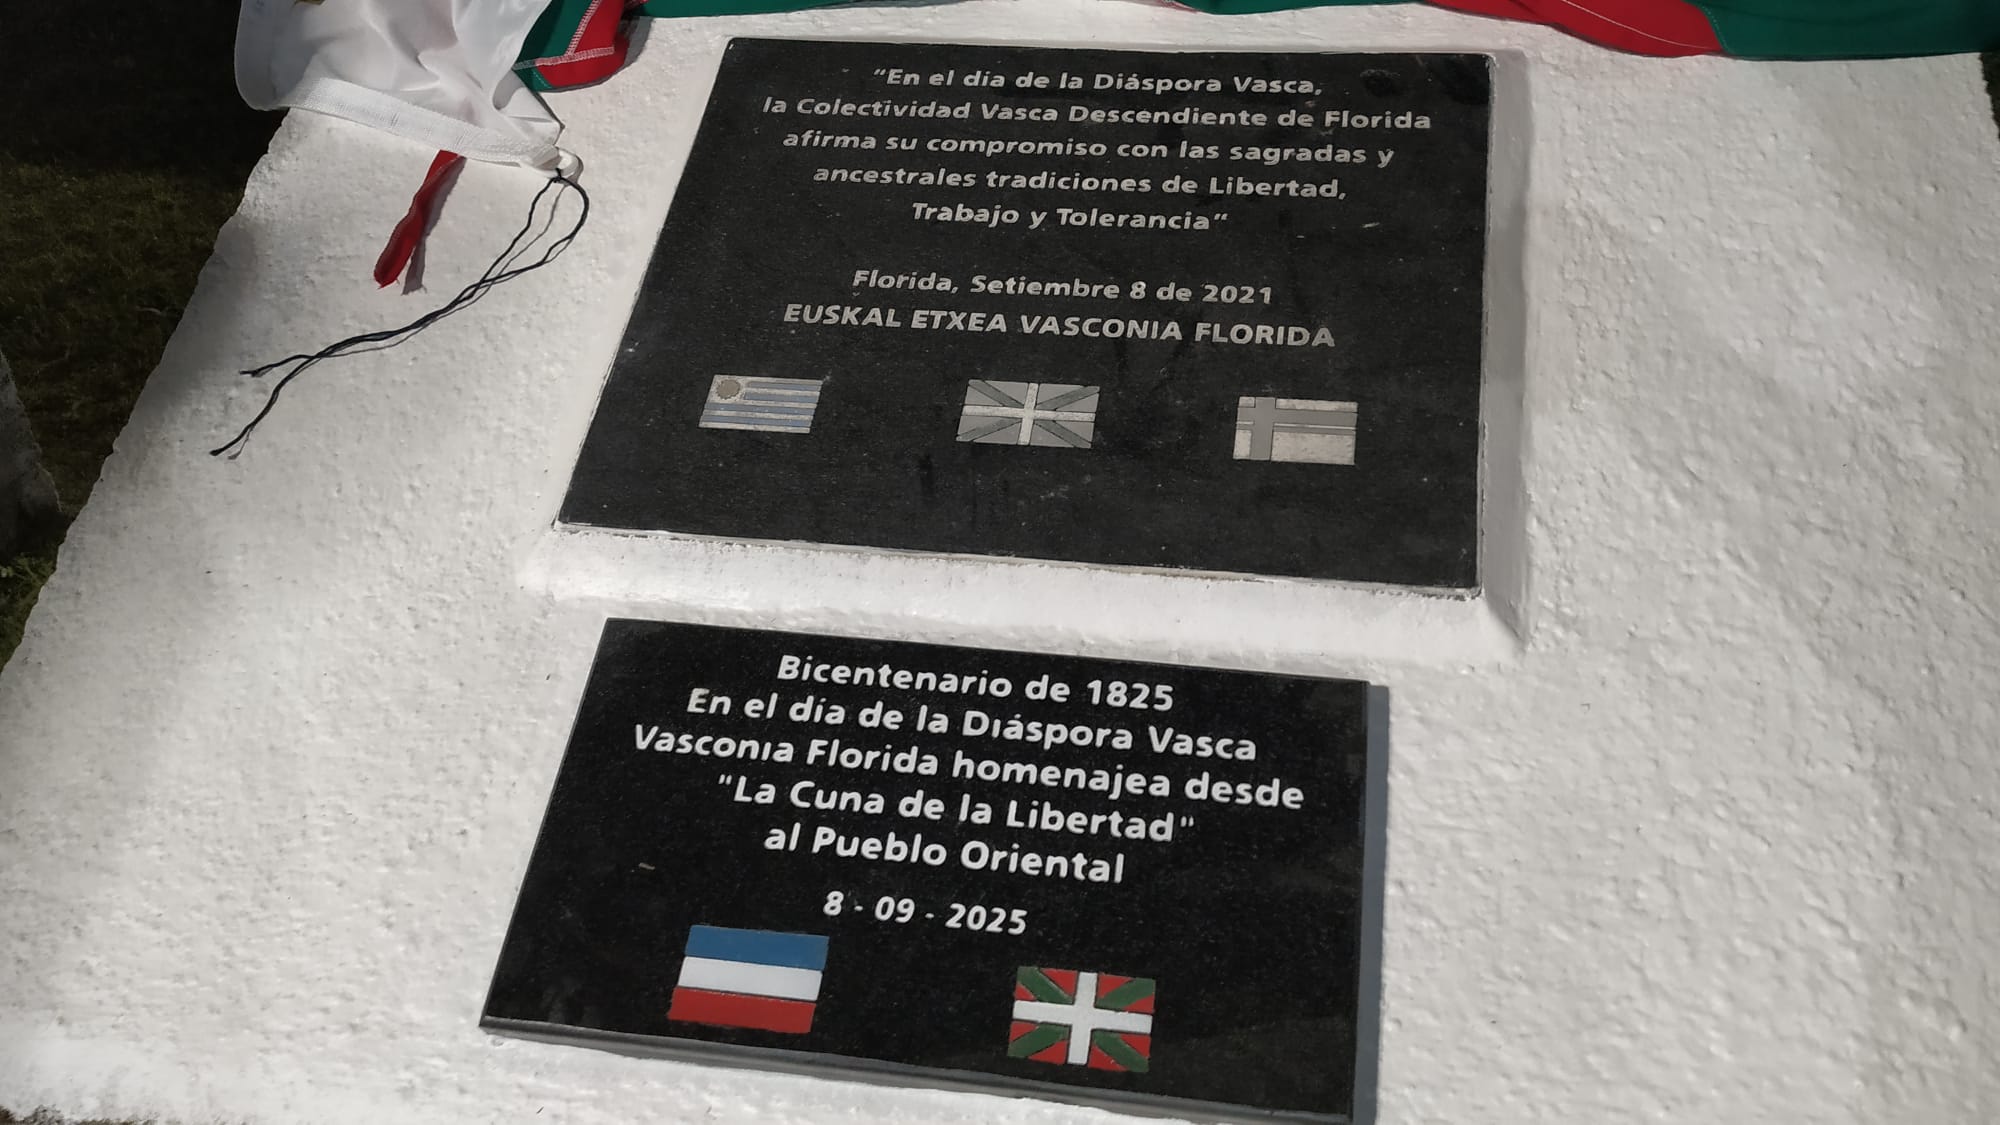 “En el día de la Diáspora Vasca,
la Colectividad Vasca Descendiente de Florida
afirma su compromiso con las sagradas y
ancestrales tradiciones de Libertad,
Trabajo y Tolerancia“
Florida, Setiembre 8 de 2021
EUSKAL ETXEA VASCONIA FLORIDA
Bicentenario de 1825
En el día de la Diáspora Vasca
Vasconia Florida homenajea desde
"La Cuna de la Libertad"
al Pueblo Oriental
8 - 09 - 2025